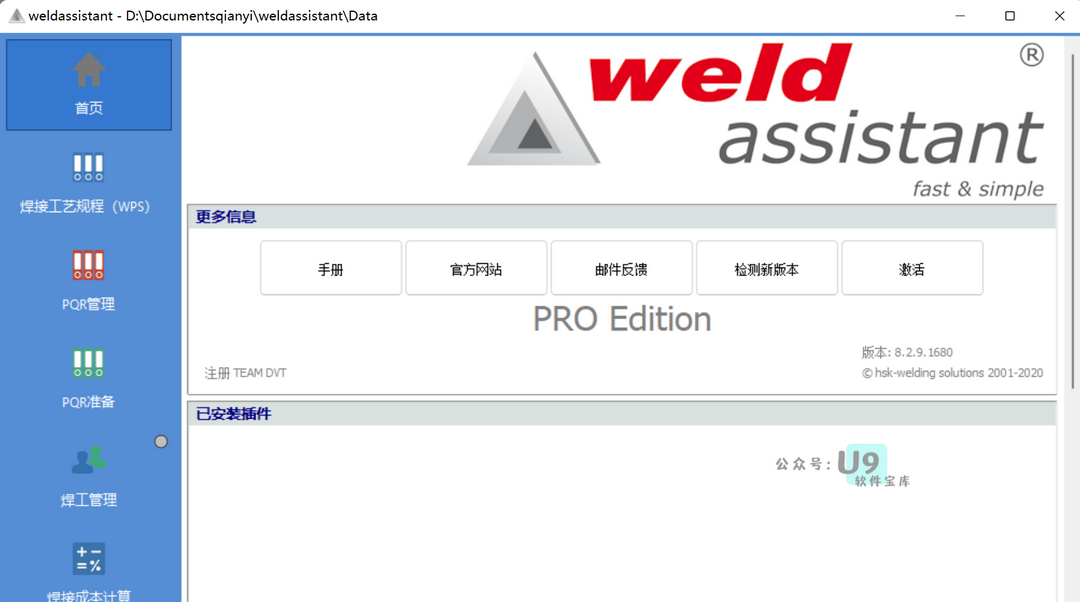 weldassistant - D:\Documentsqianyi\weldassistant\Data
首页
焊接工艺规程（WPS）
PQR管理
PQR准备
焊工管理
焊接成本计算
weld ®
assistant
fast & simple
更多信息
手册 官方网站 邮件反馈 检测新版本 激活
PRO Edition
版本: 8.2.9.1680
注册 TEAM DVT © hsk-welding solutions 2001-2020
已安装插件
公众号: U9
软件宝库